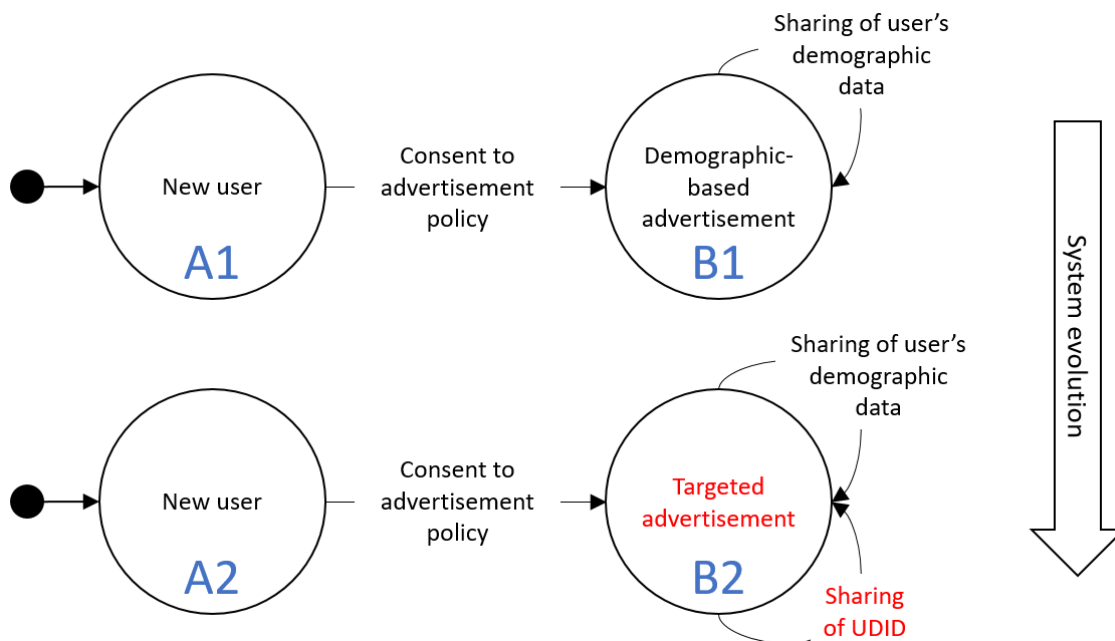 Sharing of user’s
demographic
data
New user
A1
Consent to
advertisement
policy
Demographic-
based
advertisement
B1
System evolution
Sharing of user’s
demographic
data
New user
A2
Consent to
advertisement
policy
Targeted
advertisement
B2
Sharing
of UDID